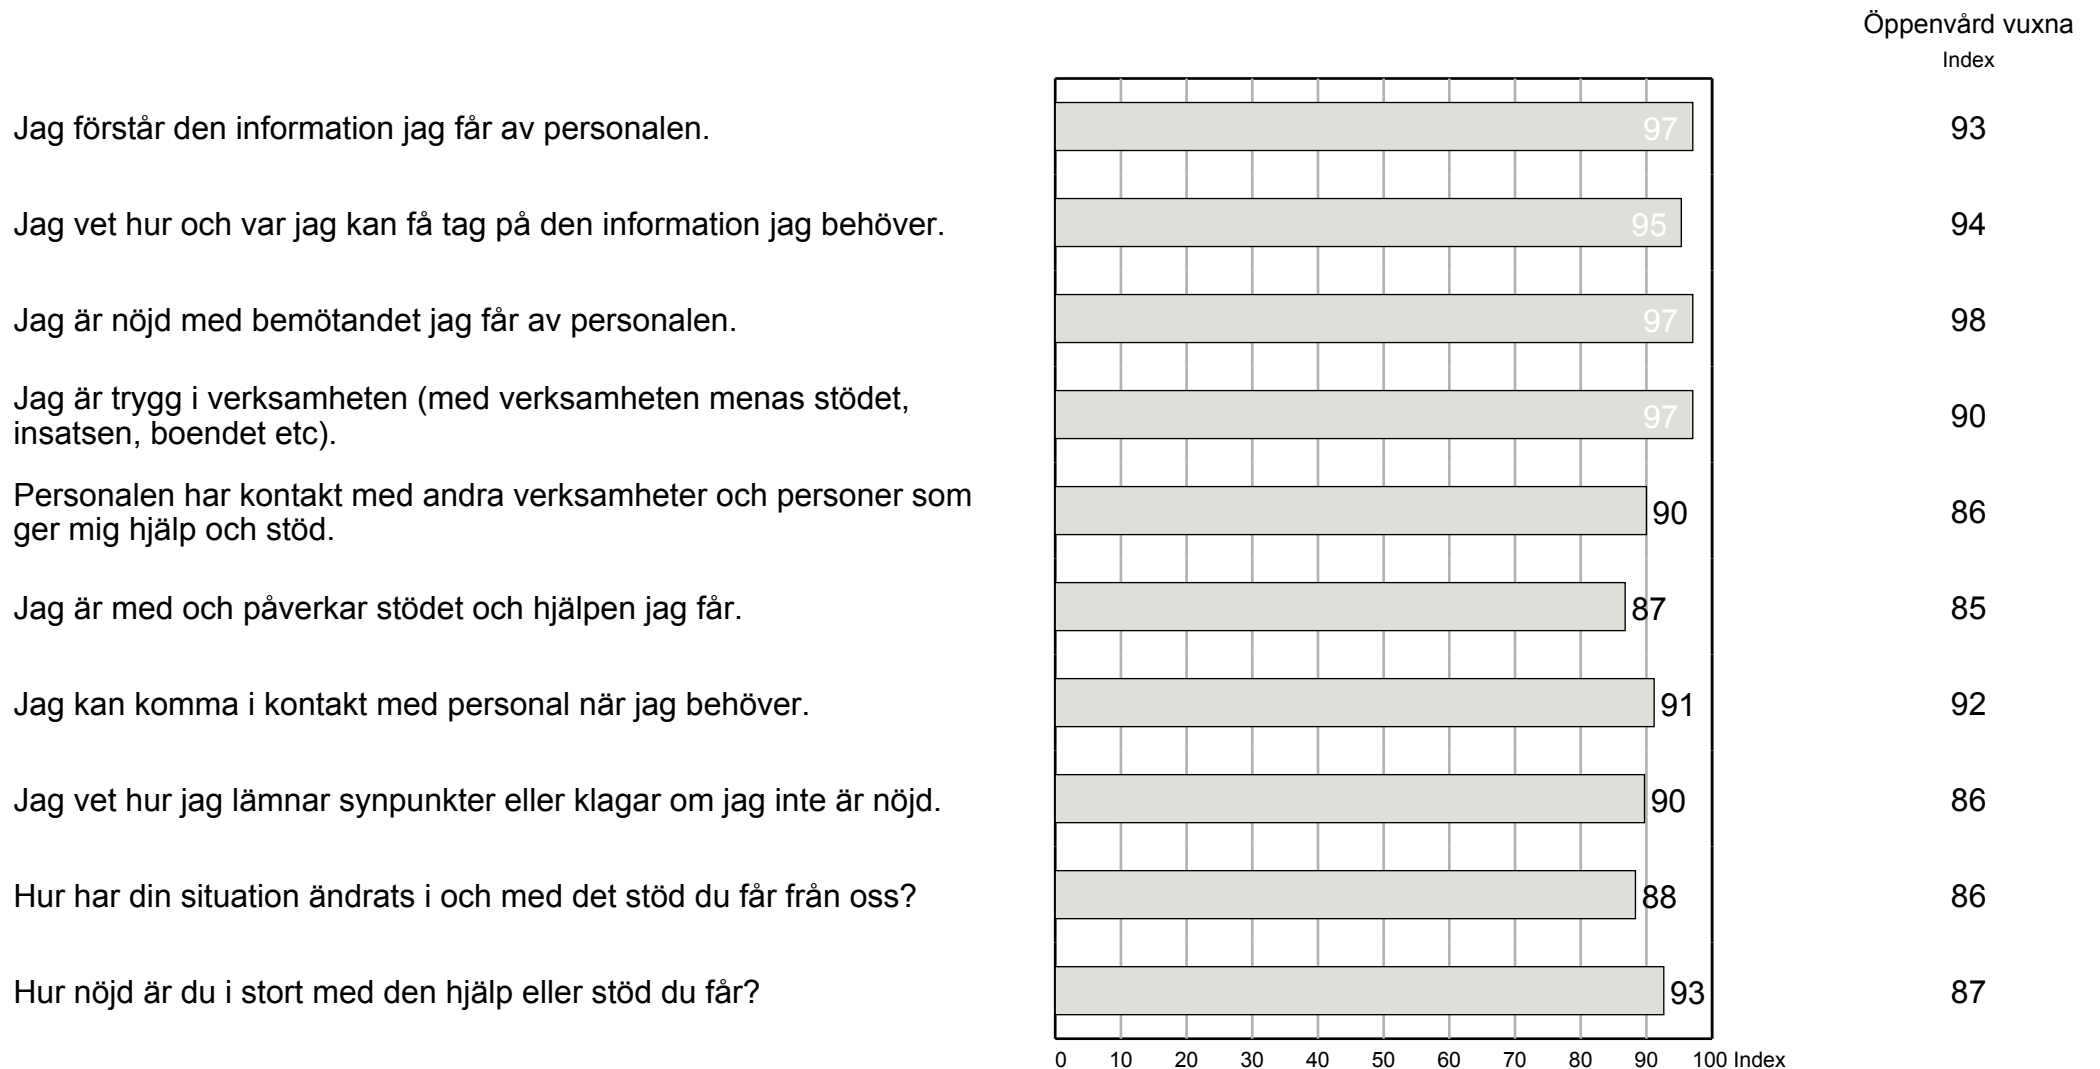 Öppenvård vuxna
Index
Jag förstår den information jag får av personalen.
97
93
Jag vet hur och var jag kan få tag på den information jag behöver.
95
94
Jag är nöjd med bemötandet jag får av personalen.
97
98
Jag är trygg i verksamheten (med verksamheten menas stödet,
insatsen, boendet etc).
97
90
Personalen har kontakt med andra verksamheter och personer som
ger mig hjälp och stöd.
90
86
Jag är med och påverkar stödet och hjälpen jag får.
87
85
Jag kan komma i kontakt med personal när jag behöver.
91
92
Jag vet hur jag lämnar synpunkter eller klagar om jag inte är nöjd.
90
86
Hur har din situation ändrats i och med det stöd du får från oss?
88
86
Hur nöjd är du i stort med den hjälp eller stöd du får?
93
87
0 10 20 30 40 50 60 70 80 90 100 Index